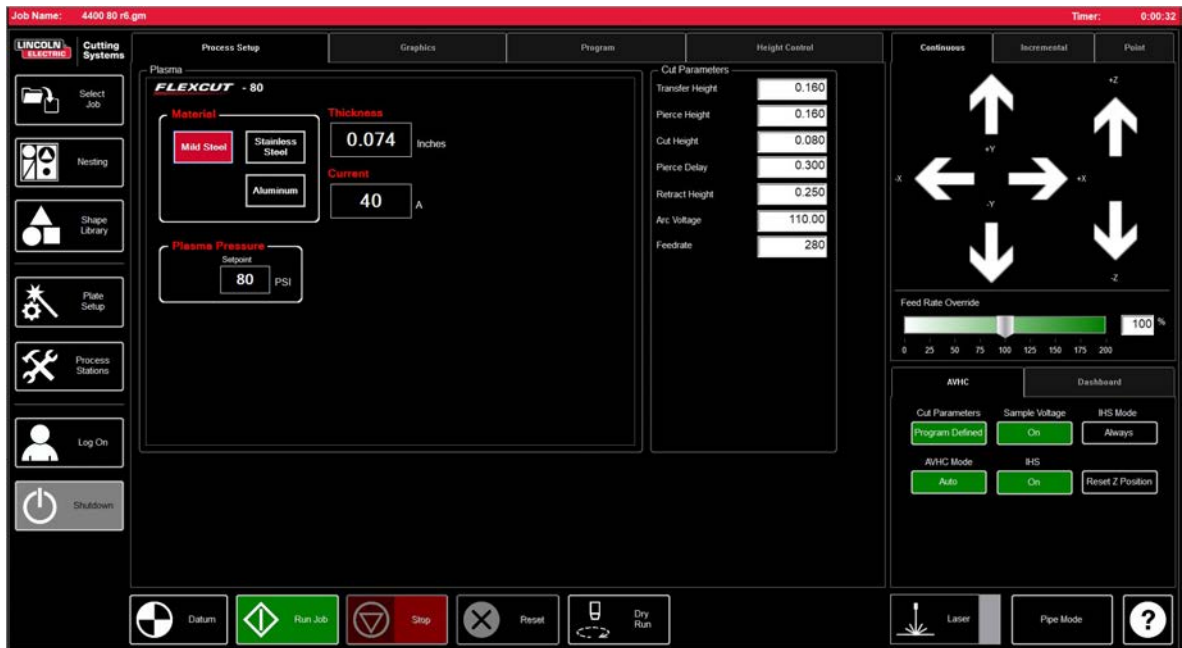 Job Name: 4400 80 r6.gm
Timer: 0:00:32
LINCOLN ELECTRIC
Cutting Systems
Select Job
Nesting
Shape Library
Plate Setup
Process Stations
Log On
Shutdown
Process Setup
Graphics
Program
Height Control
Plasma
FLEXCUT - 80
Material
Mild Steel
Stainless Steel
Aluminum
Thickness
0.074 Inches
Current
40 A
Plasma Pressure
Setpoint
80 PSI
Cut Parameters
Transfer Height 0.160
Pierce Height 0.160
Cut Height 0.080
Pierce Delay 0.300
Retract Height 0.250
Arc Voltage 110.00
Feedrate 280
Continuous
Incremental
Point
+Z
+Y
-X
+X
-Y
-Z
Feed Rate Override
100 %
0 25 50 75 100 125 150 175 200
AVHC
Dashboard
Cut Parameters
Sample Voltage
IHS Mode
Program Defined
On
Always
AVHC Mode
IHS
Auto
On
Reset Z Position
Datum
Run Job
Stop
Reset
Dry Run
Laser
Pipe Mode
?